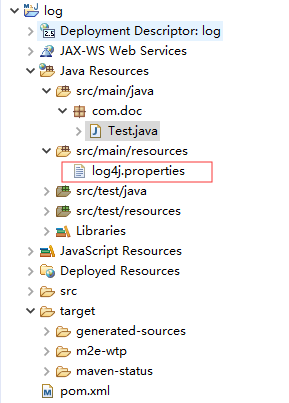 log
Deployment Descriptor: log
JAX-WS Web Services
Java Resources
src/main/java
com.doc
Test.java
src/main/resources
log4j.properties
src/test/java
src/test/resources
Libraries
JavaScript Resources
Deployed Resources
src
target
generated-sources
m2e-wtp
maven-status
pom.xml